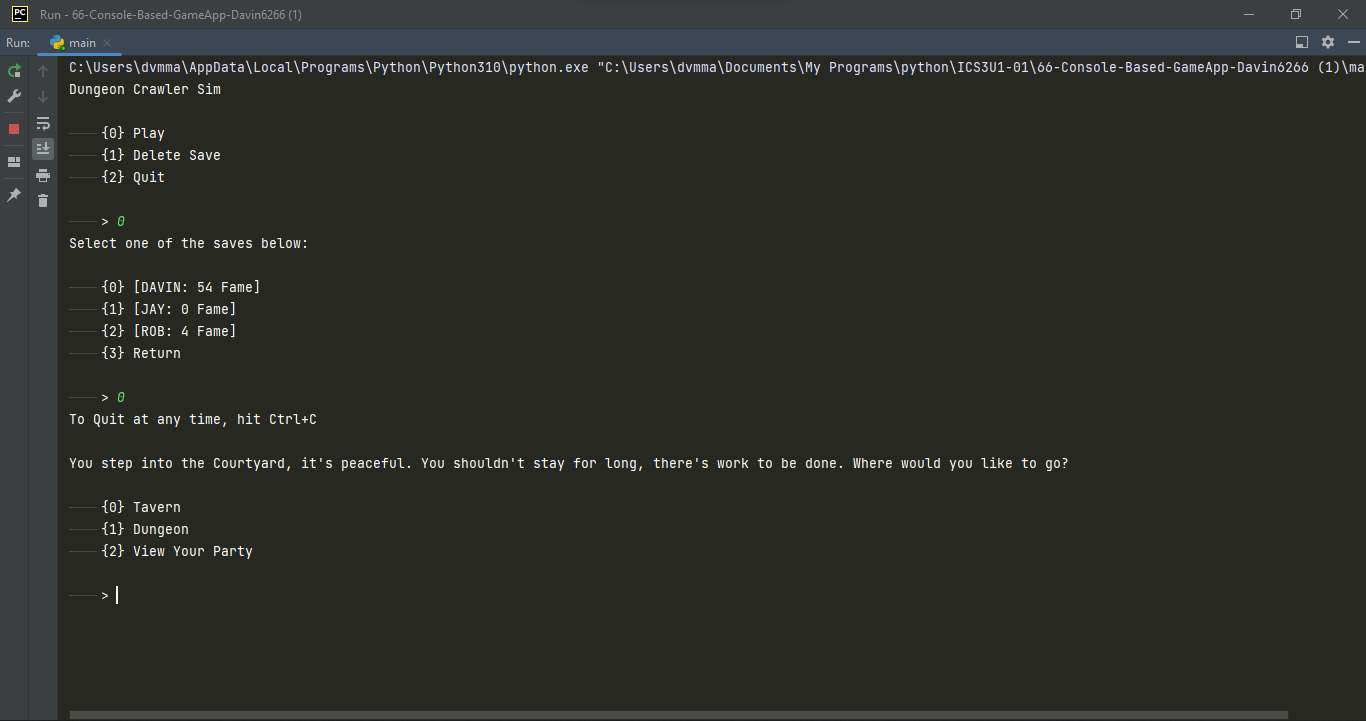 PC Run - 66-Console-Based-GameApp-Davin6266 (1)
Run: main
C:\Users\dvmma\AppData\Local\Programs\Python\Python310\python.exe "C:\Users\dvmma\Documents\My Programs\python\ICS3U1-01\66-Console-Based-GameApp-Davin6266 (1)\ma
Dungeon Crawler Sim
{0} Play
{1} Delete Save
{2} Quit
> 0
Select one of the saves below:
{0} [DAVIN: 54 Fame]
{1} [JAY: 0 Fame]
{2} [ROB: 4 Fame]
{3} Return
> 0
To Quit at any time, hit Ctrl+C
You step into the Courtyard, it's peaceful. You shouldn't stay for long, there's work to be done. Where would you like to go?
{0} Tavern
{1} Dungeon
{2} View Your Party
>